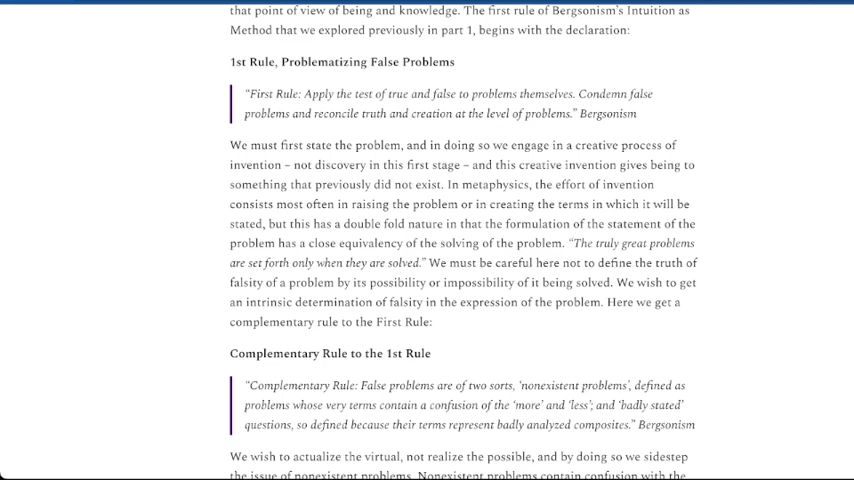 that point of view of being and knowledge. The first rule of Bergsonism's Intuition as
Method that we explored previously in part 1, begins with the declaration:
1st Rule, Problematizing False Problems
"First Rule: Apply the test of true and false to problems themselves. Condemn false
problems and reconcile truth and creation at the level of problems." Bergsonism
We must first state the problem, and in doing so we engage in a creative process of
invention – not discovery in this first stage – and this creative invention gives being to
something that previously did not exist. In metaphysics, the effort of invention
consists most often in raising the problem or in creating the terms in which it will be
stated, but this has a double fold nature in that the formulation of the statement of the
problem has a close equivalency of the solving of the problem. "The truly great problems
are set forth only when they are solved." We must be careful here not to define the truth of
falsity of a problem by its possibility or impossibility of it being solved. We wish to get
an intrinsic determination of falsity in the expression of the problem. Here we get a
complementary rule to the First Rule:
Complementary Rule to the 1st Rule
"Complementary Rule: False problems are of two sorts, 'nonexistent problems', defined as
problems whose very terms contain a confusion of the 'more' and 'less'; and 'badly stated'
questions, so defined because their terms represent badly analyzed composites." Bergsonism
We wish to actualize the virtual, not realize the possible, and by doing so we sidestep
the issue of nonexistent problems. Nonexistent problems contain confusion with the